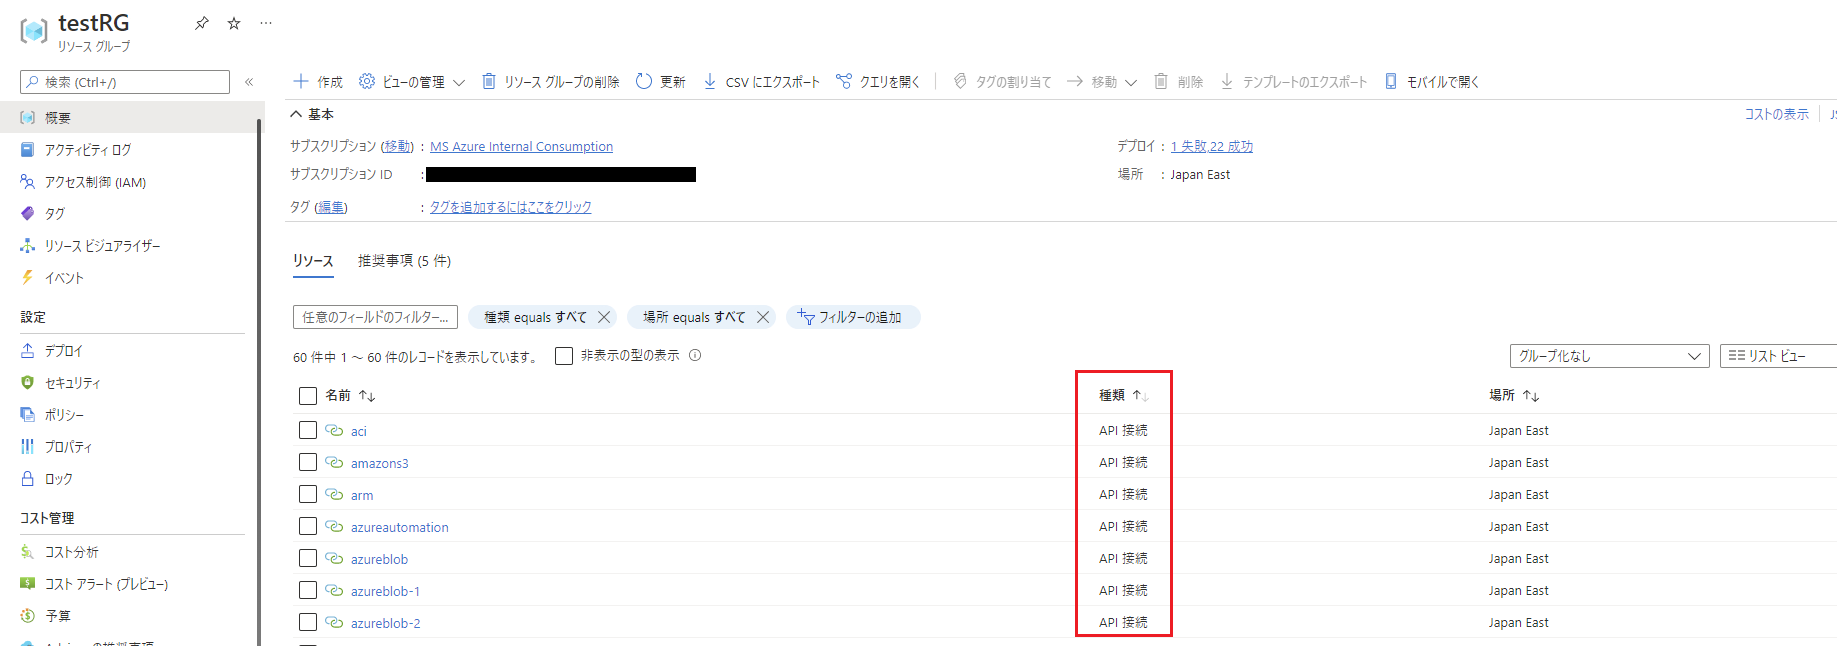 testRG
リソース グループ
検索 (Ctrl+/)
概要
アクティビティ ログ
アクセス制御 (IAM)
タグ
リソース ビジュアライザー
イベント
設定
デプロイ
セキュリティ
ポリシー
プロパティ
ロック
コスト管理
コスト分析
コスト アラート (プレビュー)
予算
作成 ビューの管理 リソース グループの削除 更新 CSV にエクスポート クエリを開く タグの割り当て 移動 削除 テンプレートのエクスポート モバイルで開く
基本 コストの表示
サブスクリプション (移動) : MS Azure Internal Consumption デプロイ : 1 失敗,22 成功
サブスクリプション ID : 場所 : Japan East
タグ (編集) : タグを追加するにはここをクリック
リソース 推奨事項 (5 件)
任意のフィールドのフィルター... 種類 equals すべて 場所 equals すべて フィルターの追加
60 件中 1 ～ 60 件のレコードを表示しています。 非表示の型の表示 グループ化なし リスト ビュー
名前 種類 場所
aci API 接続 Japan East
amazons3 API 接続 Japan East
arm API 接続 Japan East
azureautomation API 接続 Japan East
azureblob API 接続 Japan East
azureblob-1 API 接続 Japan East
azureblob-2 API 接続 Japan East